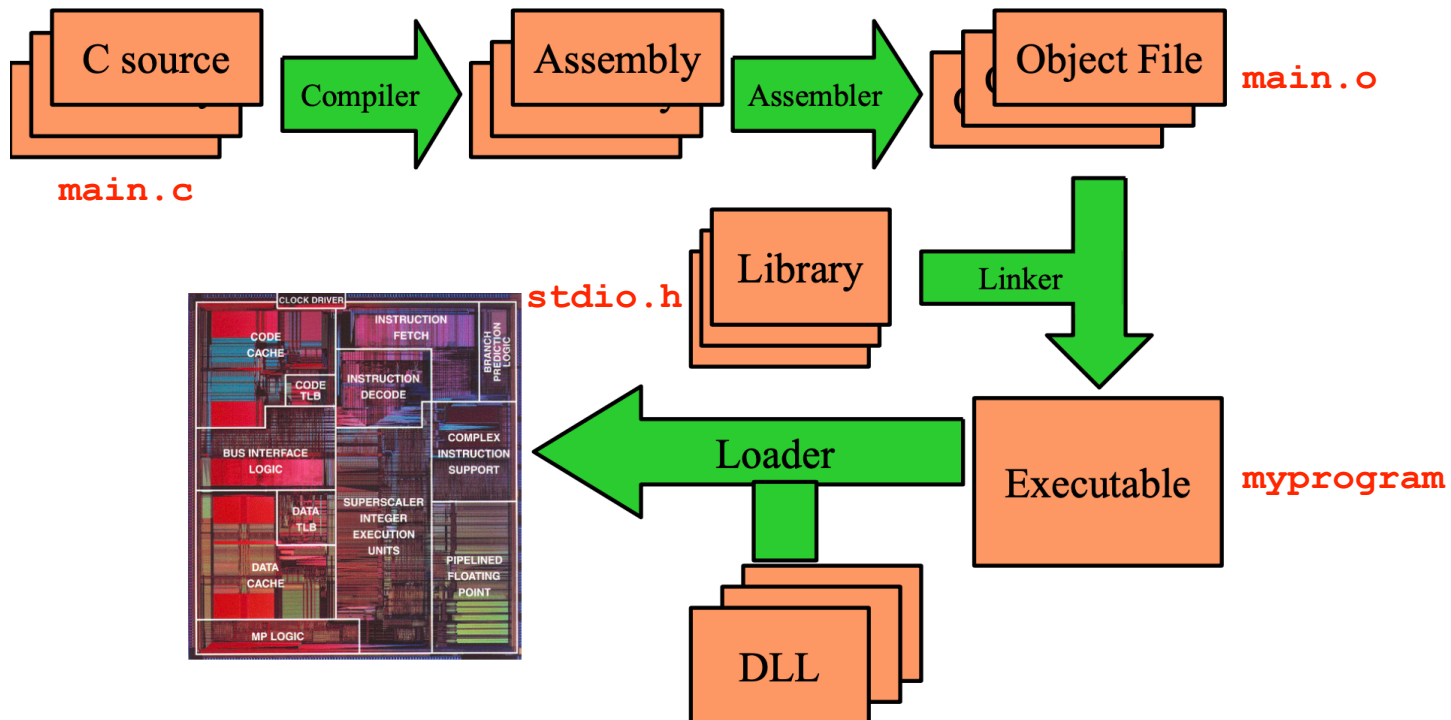 C source
Compiler
Assembly
Assembler
Object File
main.o
main.c
Library
stdio.h
Linker
CLOCK DRIVER
CODE
CACHE
INSTRUCTION
FETCH
BRANCH
PREDICTION
LOGIC
CODE
TLB
INSTRUCTION
DECODE
BUS INTERFACE
LOGIC
COMPLEX
INSTRUCTION
SUPPORT
DATA
TLB
SUPERSCALER
INTEGER
EXECUTION
UNITS
DATA
CACHE
PIPELINED
FLOATING
POINT
MP LOGIC
Loader
Executable
myprogram
DLL